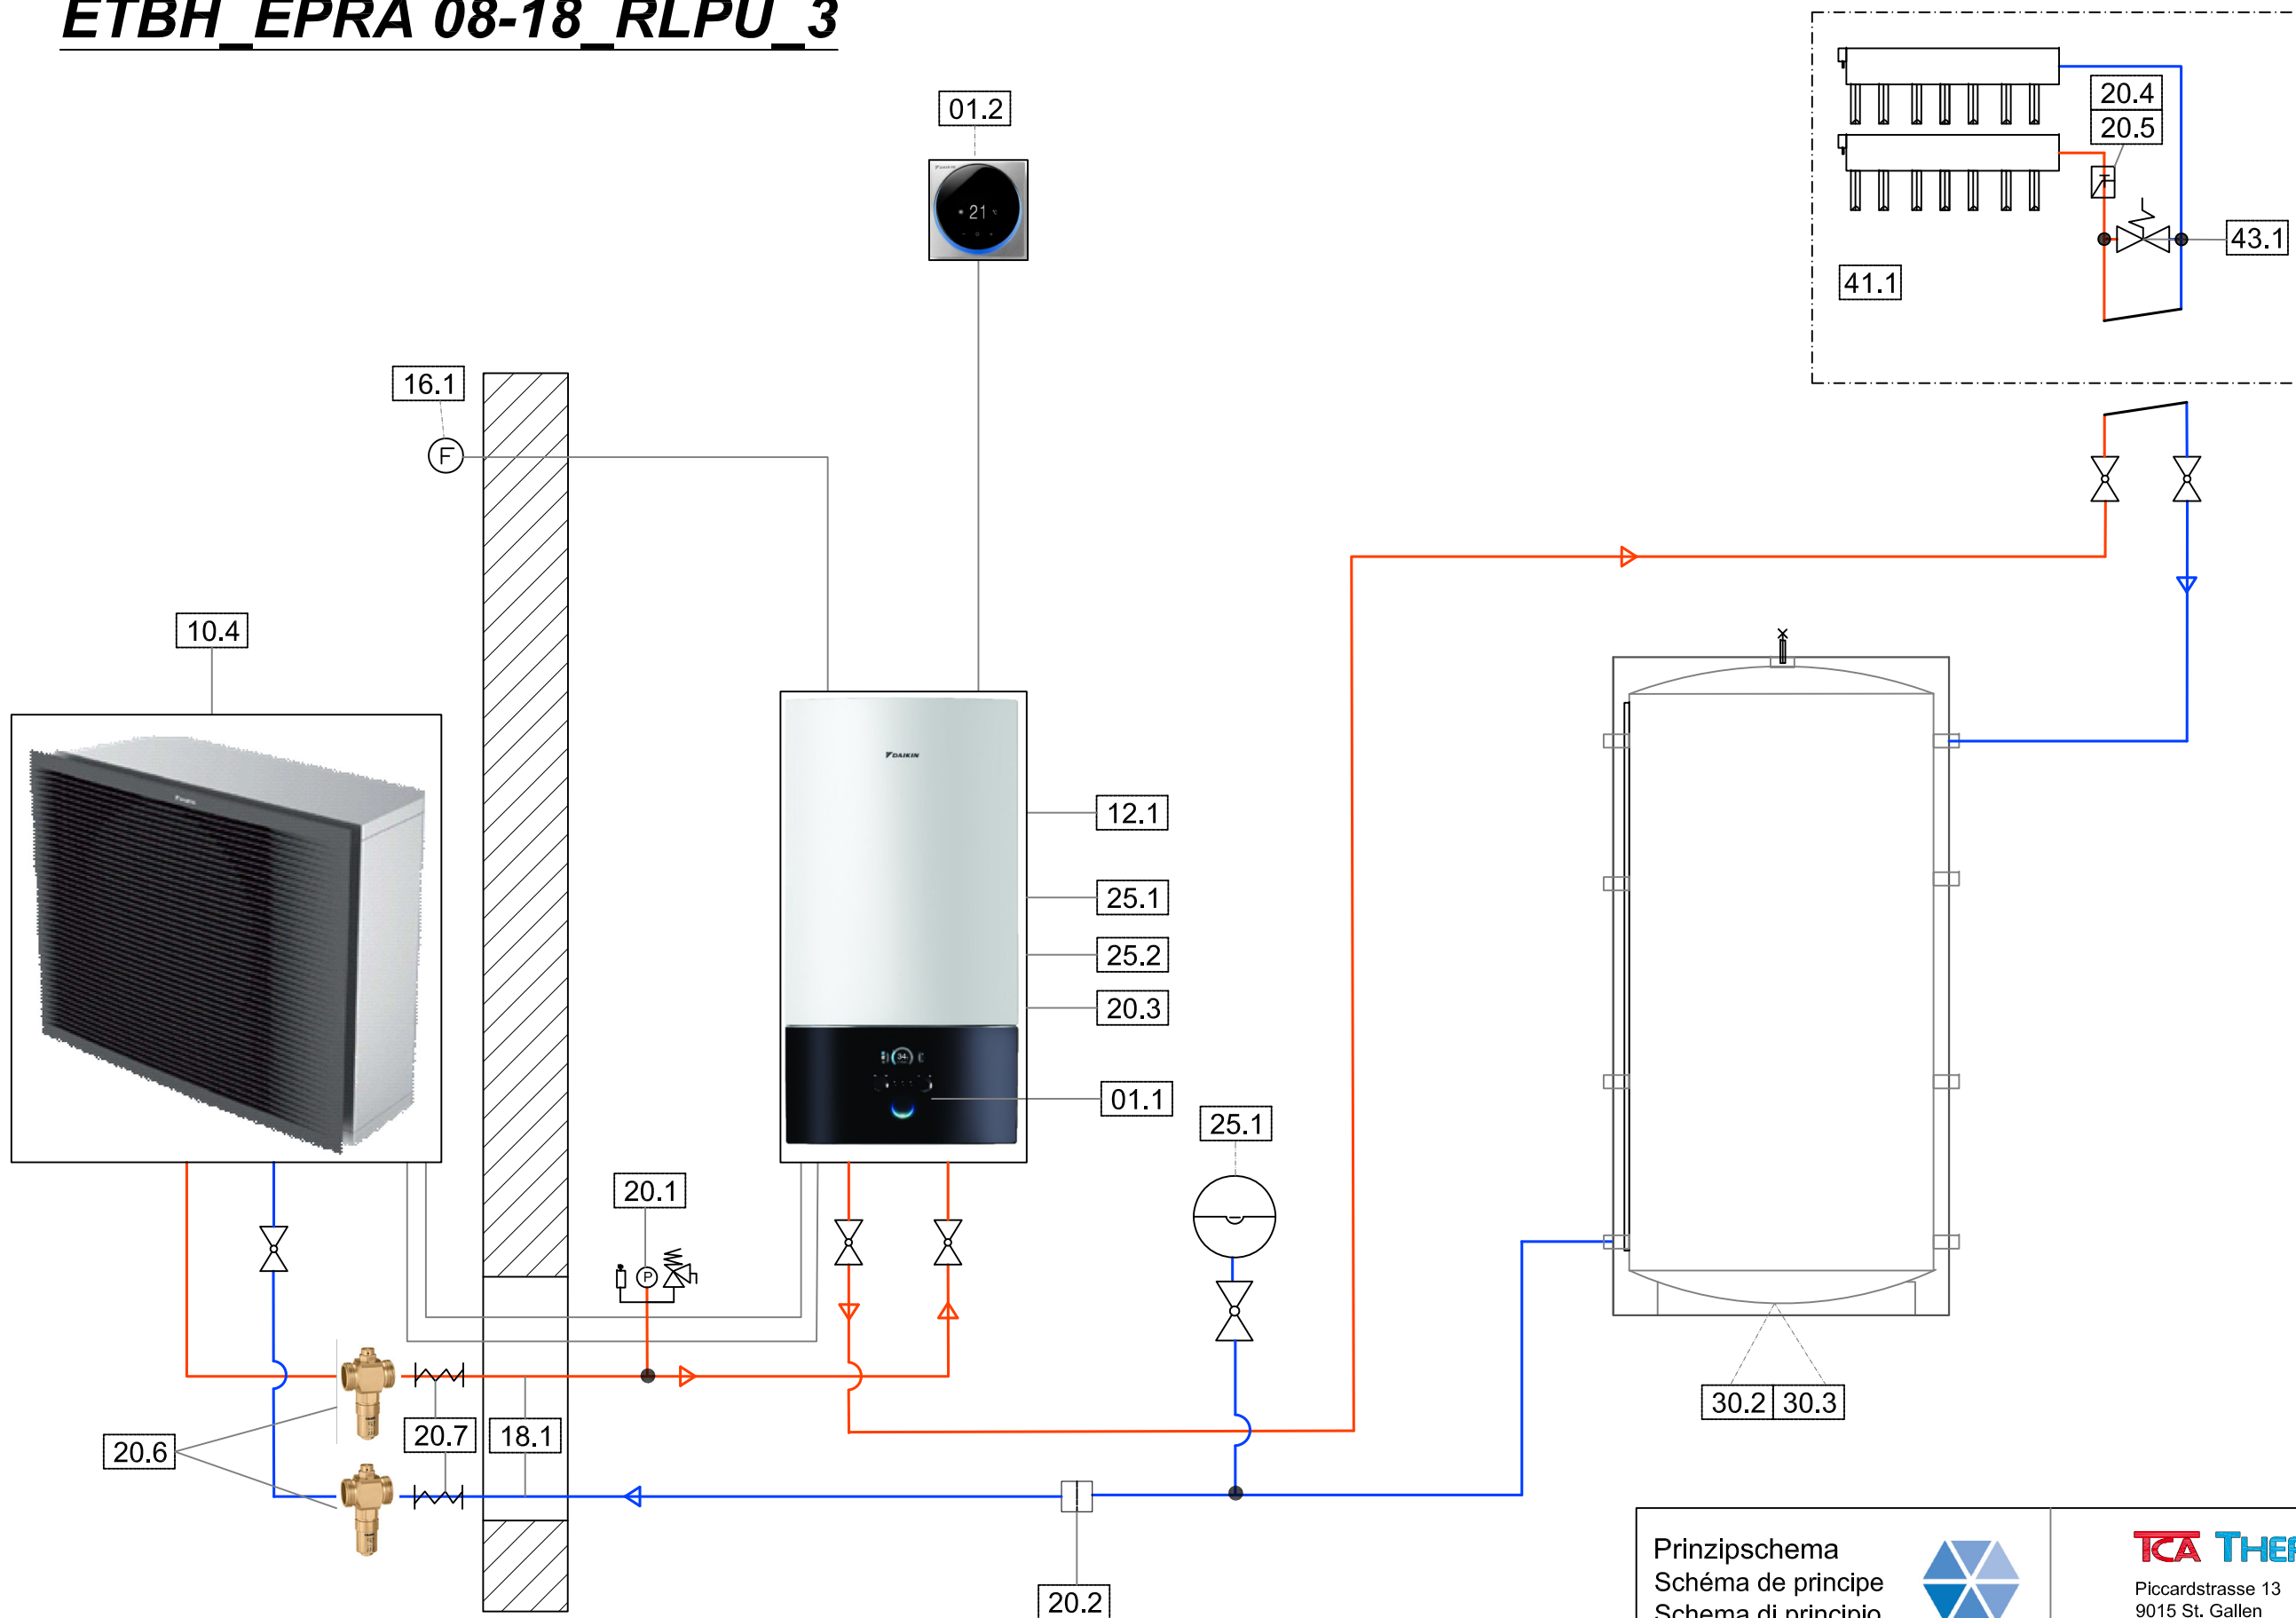 ETBH_EPRA 08-18_RLPU_3
01.2
DAIKIN
21 °C
20.4
20.5
43.1
41.1
16.1
F
10.4
DAIKIN
12.1
25.1
25.2
20.3
34
01.1
25.1
20.1
P
20.6
20.7
18.1
20.2
30.2
30.3
Prinzipschema
Schéma de principe
Schema di principio
TCA
Piccardstrasse 13
9015 St. Gallen